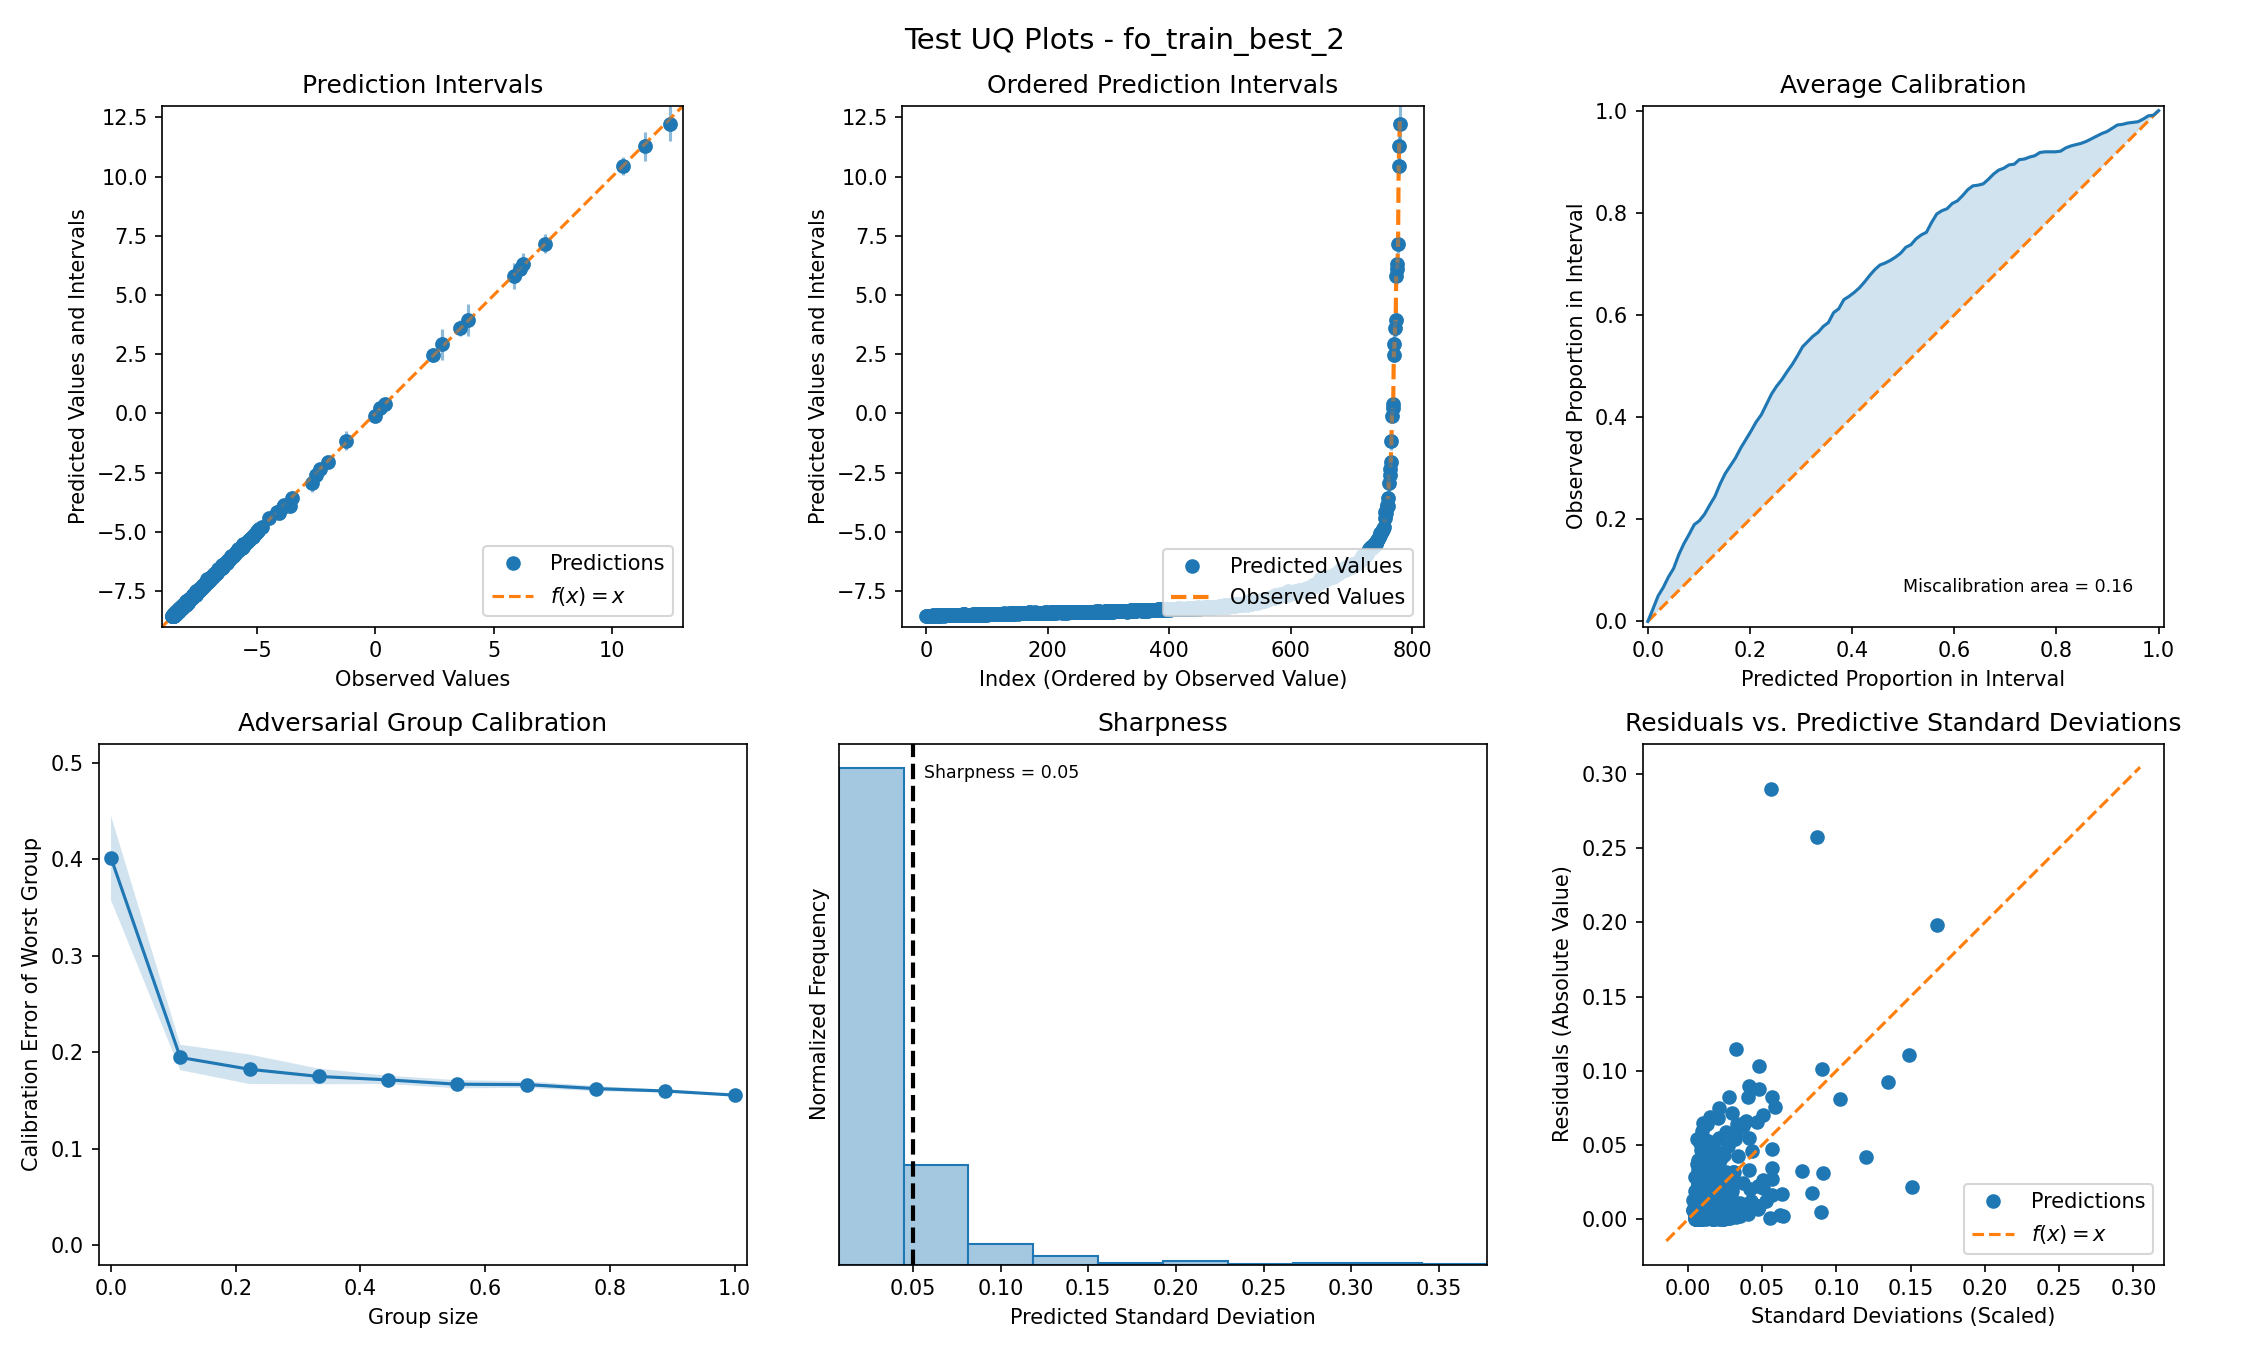 Test UQ Plots - fo_train_best_2
Prediction Intervals
12.5
10.0
7.5
5.0
2.5
0.0
−2.5
−5.0
−7.5
Predicted Values and Intervals
Predictions
f(x) = x
−5
0
5
10
Observed Values
Ordered Prediction Intervals
12.5
10.0
7.5
5.0
2.5
0.0
−2.5
−5.0
−7.5
Predicted Values and Intervals
Predicted Values
Observed Values
0
200
400
600
800
Index (Ordered by Observed Value)
Average Calibration
1.0
0.8
0.6
0.4
0.2
0.0
Observed Proportion in Interval
Miscalibration area = 0.16
0.0
0.2
0.4
0.6
0.8
1.0
Predicted Proportion in Interval
Adversarial Group Calibration
0.5
0.4
0.3
0.2
0.1
0.0
Calibration Error of Worst Group
0.0
0.2
0.4
0.6
0.8
1.0
Group size
Sharpness
Sharpness = 0.05
Normalized Frequency
0.05
0.10
0.15
0.20
0.25
0.30
0.35
Predicted Standard Deviation
Residuals vs. Predictive Standard Deviations
0.30
0.25
0.20
0.15
0.10
0.05
0.00
Residuals (Absolute Value)
Predictions
f(x) = x
0.00
0.05
0.10
0.15
0.20
0.25
0.30
Standard Deviations (Scaled)